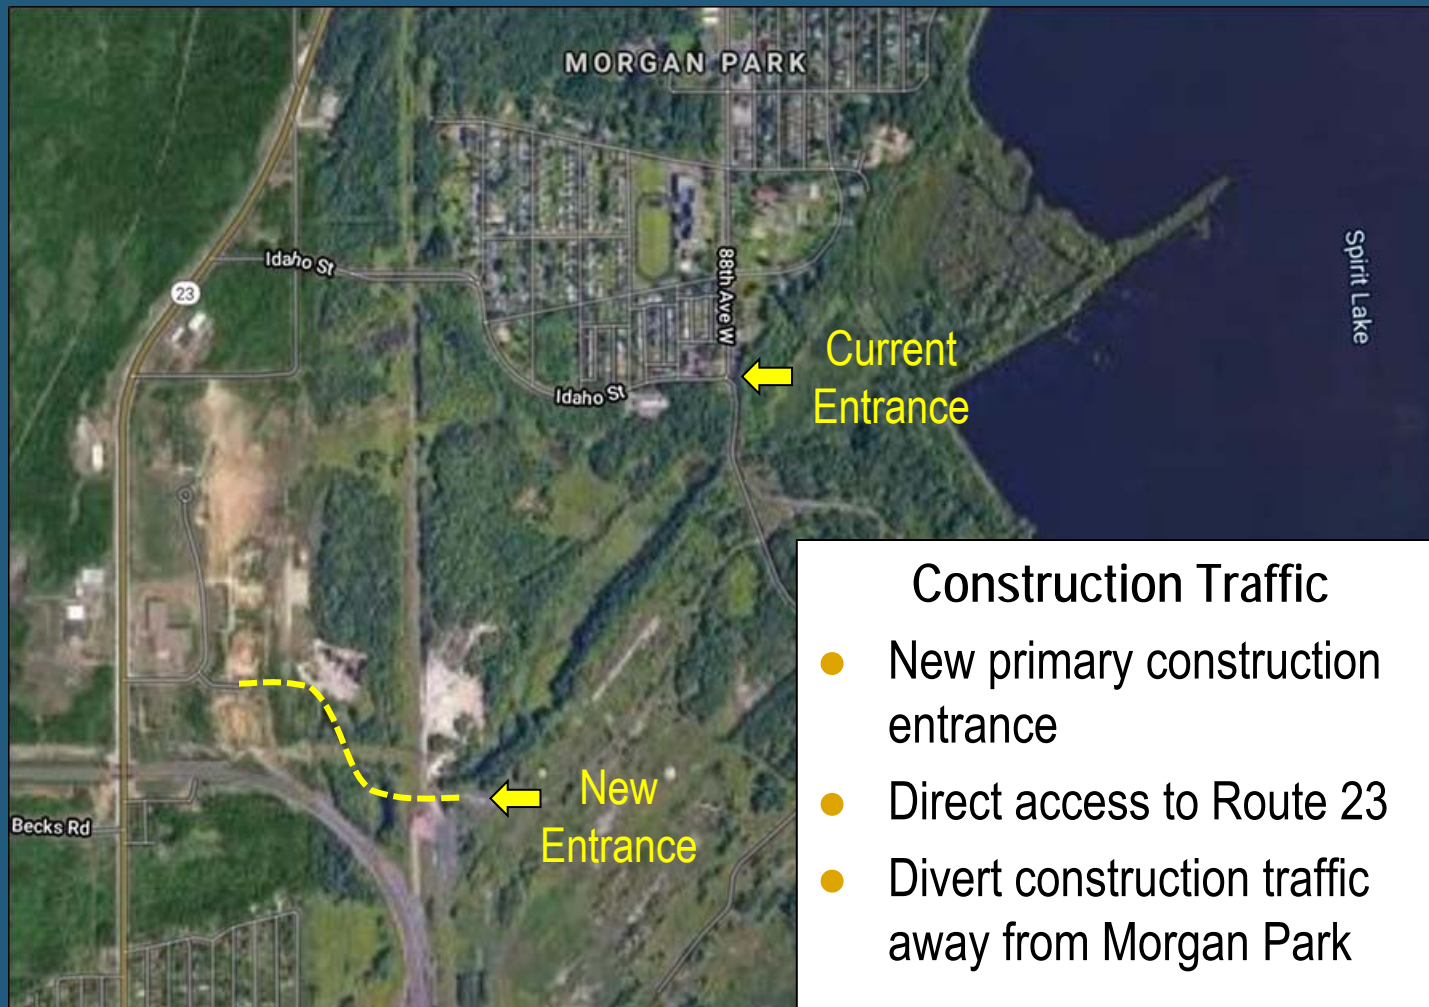 MORGAN PARK
Idaho St
23
88th Ave W
Spirit Lake
Current
Entrance
Idaho St
New
Entrance
Becks Rd
Construction Traffic
● New primary construction
entrance
● Direct access to Route 23
● Divert construction traffic
away from Morgan Park